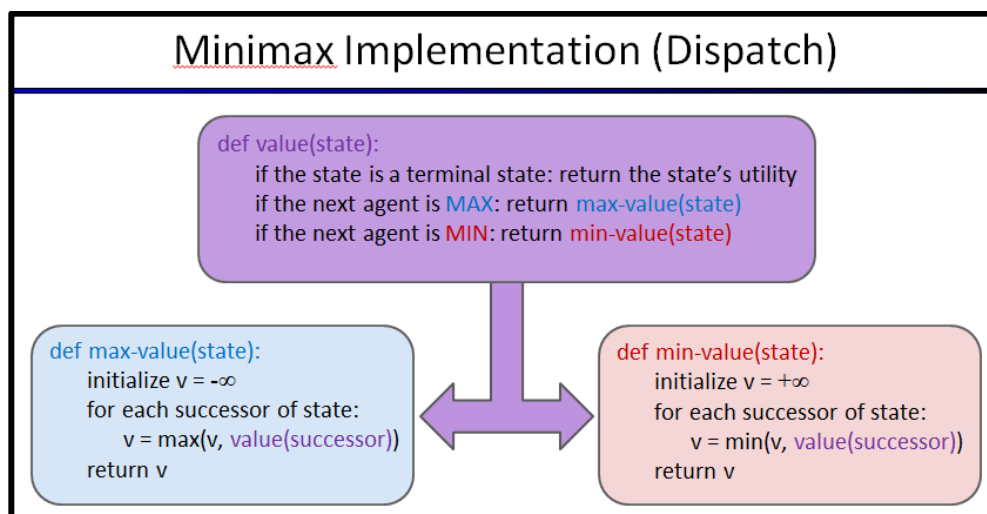 Minimax Implementation (Dispatch)
def value(state):
if the state is a terminal state: return the state’s utility
if the next agent is MAX: return max-value(state)
if the next agent is MIN: return min-value(state)
def max-value(state):
initialize v = -∞
for each successor of state:
v = max(v, value(successor))
return v
def min-value(state):
initialize v = +∞
for each successor of state:
v = min(v, value(successor))
return v